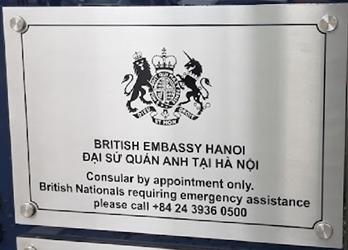 BRITISH EMBASSY HANOI
ĐẠI SỨ QUÁN ANH TẠI HÀ NỘI
Consular by appointment only.
British Nationals requiring emergency assistance
please call +84 24 3936 0500